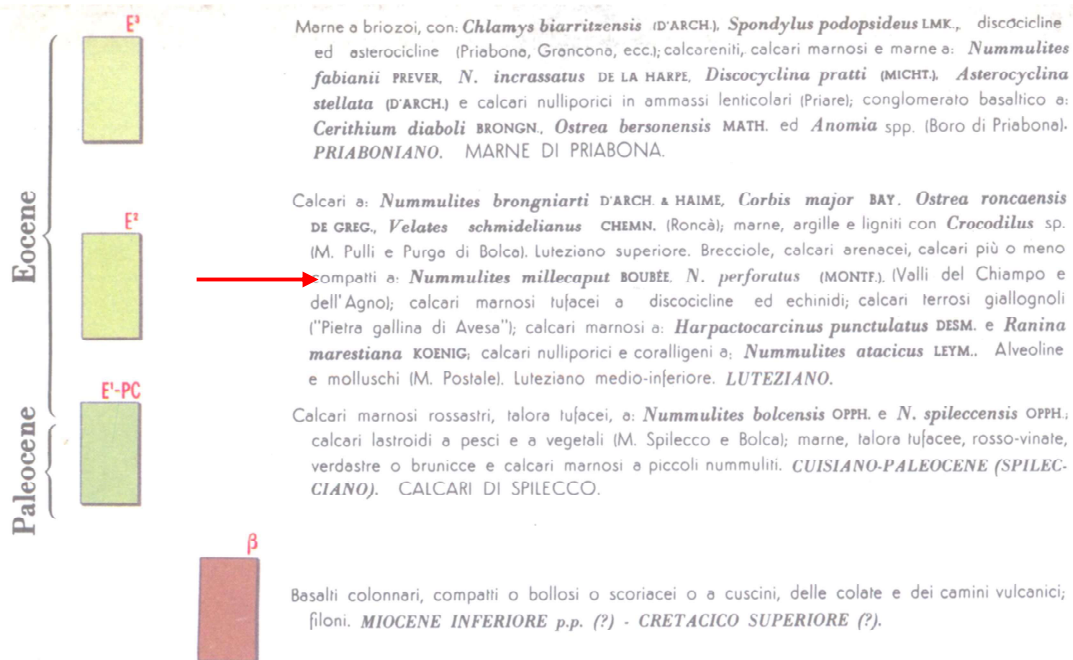 E³
Marne a briozoi, con: Chlamys biarritzensis (D'ARCH.), Spondylus podopsideus LMK., discocicline
ed asterocicline (Priabona, Grancona, ecc.); calcareniti, calcari marnosi e marne a: Nummulites
fabianii PREVER, N. incrassatus DE LA HARPE, Discocyclina pratti (MICHT.), Asterocyclina
stellata (D'ARCH.) e calcari nulliporici in ammassi lenticolari (Priare); conglomerato basaltico a:
Cerithium diaboli BRONGN., Ostrea bersonensis MATH. ed Anomia spp. (Boro di Priabona).
PRIABONIANO. MARNE DI PRIABONA.
Eocene
E²
Calcari a: Nummulites brongniarti D'ARCH. & HAIME, Corbis major BAY. Ostrea roncaensis
DE GREG., Velates schmidelianus CHEMN. (Roncà); marne, argille e ligniti con Crocodilus sp.
(M. Pulli e Purga di Bolca). Luteziano superiore. Brecciole, calcari arenacei, calcari più o meno
compatti a: Nummulites millecaput BOUBÉE. N. perforatus (MONTF.). (Valli del Chiampo e
dell'Agno); calcari marnosi tufacei a discocicline ed echinidi; calcari terrosi giallognoli
("Pietra gallina di Avesa"); calcari marnosi a: Harpactocarcinus punctulatus DESM. e Ranina
marestiana KOENIG; calcari nulliporici e coralligeni a: Nummulites atacicus LEYM.. Alveoline
e molluschi (M. Postale). Luteziano medio-inferiore. LUTEZIANO.
Paleocene
E¹-PC
Calcari marnosi rossastri, talora tufacei, a: Nummulites bolcensis OPPH. e N. spileccensis OPPH.;
calcari lastroidi a pesci e a vegetali (M. Spilecco e Bolca); marne, talora tufacee, rosso-vinate,
verdastre o brunicce e calcari marnosi a piccoli nummuliti. CUISIANO-PALEOCENE (SPILEC-
CIANO). CALCARI DI SPILECCO.
β
Basalti colonnari, compatti o bollosi o scoriacei o a cuscini, delle colate e dei camini vulcanici;
filoni. MIOCENE INFERIORE p.p. (?) - CRETACICO SUPERIORE (?).